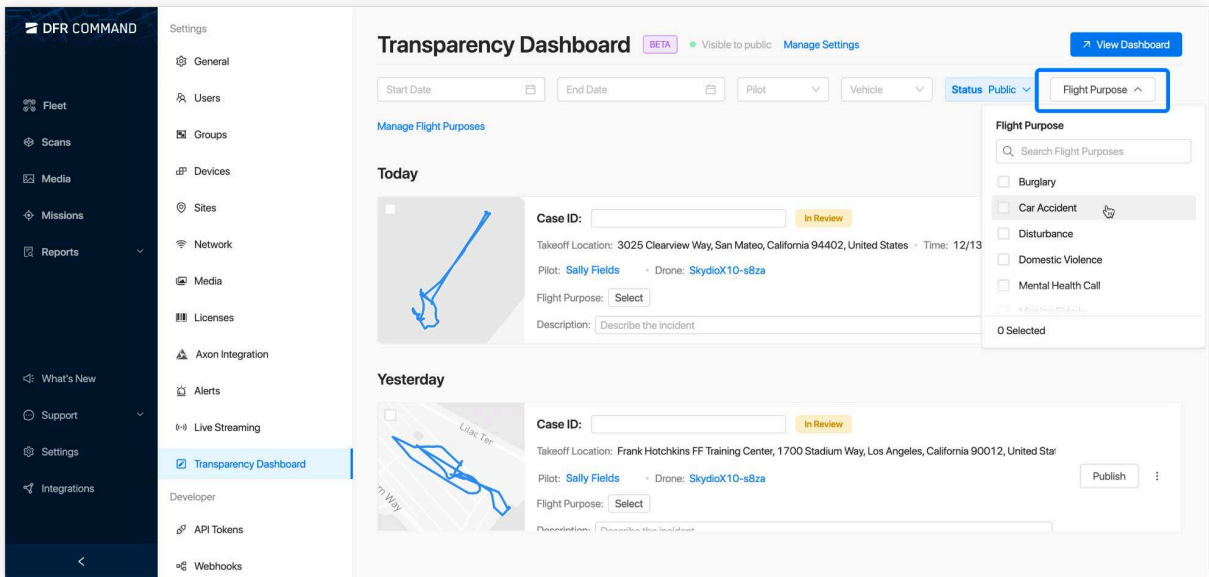 DFR COMMAND
Fleet
Scans
Media
Missions
Reports
What's New
Support
Settings
Integrations
Settings
General
Users
Groups
Devices
Sites
Network
Media
Licenses
Axon Integration
Alerts
Live Streaming
Transparency Dashboard
Developer
API Tokens
Webhooks
Transparency Dashboard BETA Visible to public Manage Settings View Dashboard
Start Date End Date Pilot Vehicle Status Public Flight Purpose
Manage Flight Purposes
Flight Purpose
Search Flight Purposes
Burglary
Car Accident
Disturbance
Domestic Violence
Mental Health Call
0 Selected
Today
Case ID: In Review
Takeoff Location: 3025 Clearview Way, San Mateo, California 94402, United States Time: 12/13
Pilot: Sally Fields Drone: SkydioX10-s8za
Flight Purpose: Select
Description: Describe the incident
Yesterday
Lilac Ter
m Way
Case ID: In Review
Takeoff Location: Frank Hotchkins FF Training Center, 1700 Stadium Way, Los Angeles, California 90012, United Stat
Pilot: Sally Fields Drone: SkydioX10-s8za
Publish
Flight Purpose: Select
Description: Describe the incident